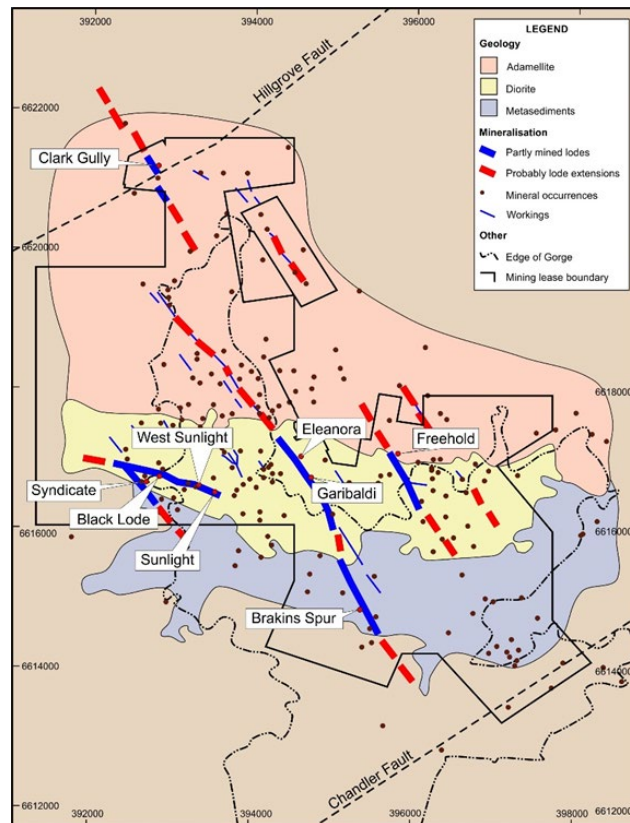 394000
396000
LEGEND
Geology
Adamellite
Diorite
Metasediments
Mineralisation
Partly mined lodes
Probably lode extensions
Mineral occurrences
Workings
Other
Edge of Gorge
Mining lease boundary
Hillgrove Fault
6622000
Clark Gully
6620000
6618000
Eleanora
West Sunlight
Freehold
Syndicate
Garibaldi
Black Lode
Sunlight
6616000
6616000
Brakins Spur
6614000
6614000
Chandler Fault
6612000
392000
394000
396000
398000
6612000